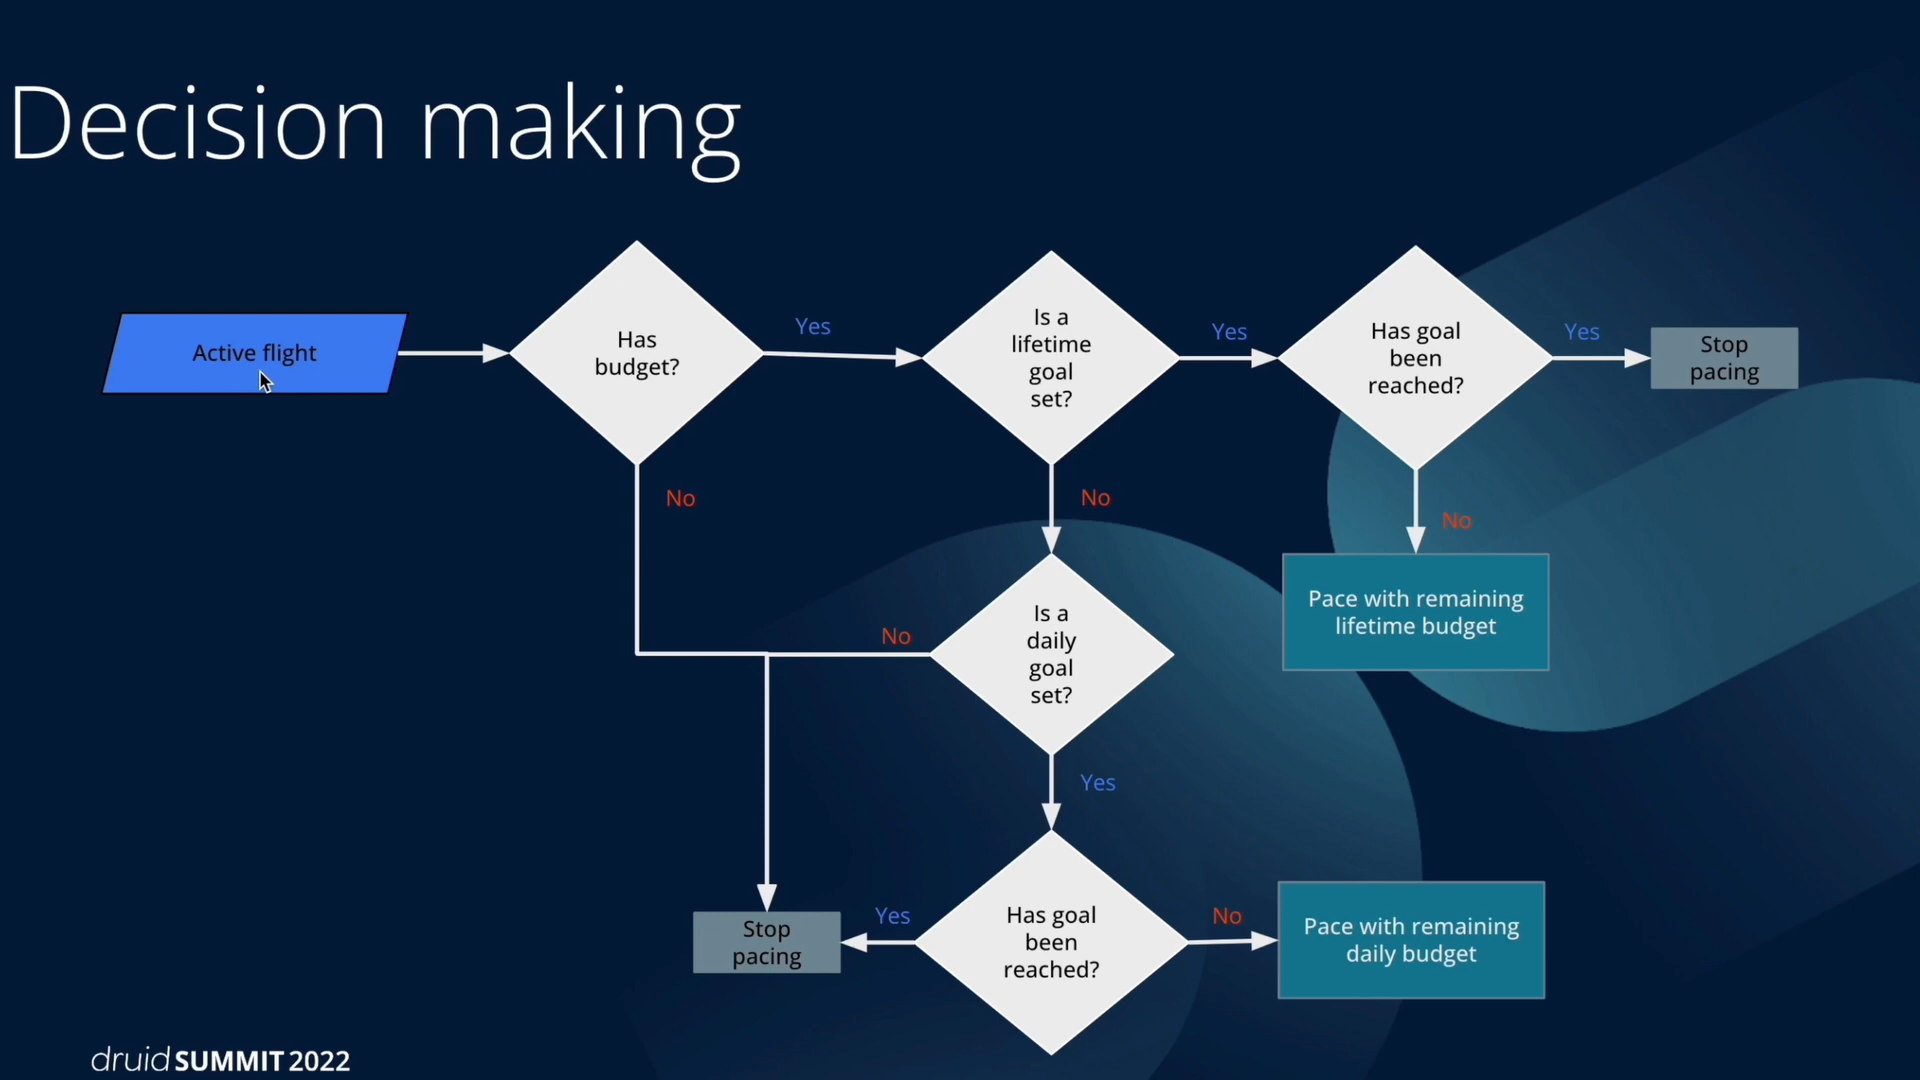 Decision making
Active flight
Has
budget?
Yes
Is a
lifetime
goal
set?
Yes
Has goal
been
reached?
Yes
Stop
pacing
No
No
No
Pace with remaining
lifetime budget
No
Is a
daily
goal
set?
Yes
Stop
pacing
Yes
Has goal
been
reached?
No
Pace with remaining
daily budget
druid SUMMIT 2022